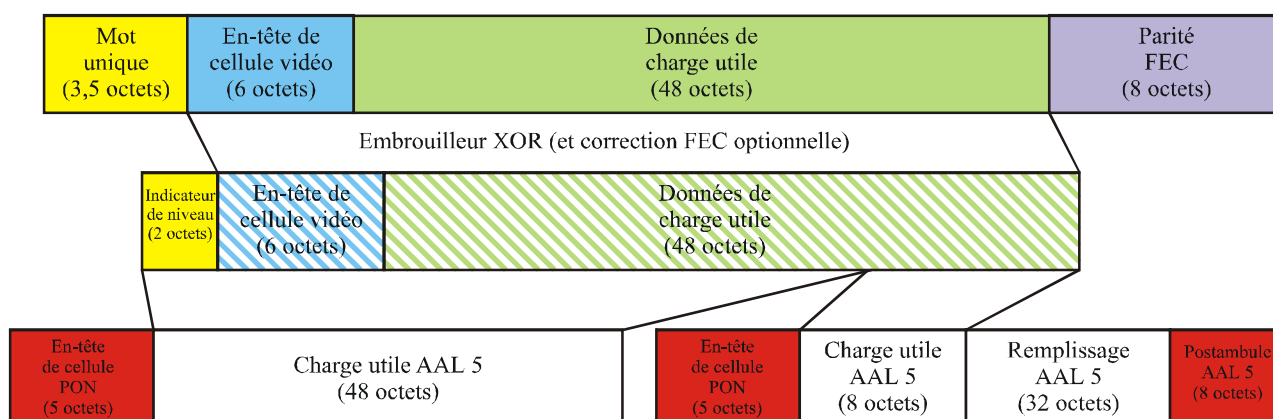 Mot
unique
(3,5 octets)
En-tête de
cellule vidéo
(6 octets)
Données de
charge utile
(48 octets)
Parité
FEC
(8 octets)
Embrouilleur XOR (et correction FEC optionnelle)
Indicateur
de niveau
(2 octets)
En-tête de
cellule vidéo
(6 octets)
Données de
charge utile
(48 octets)
En-tête
de cellule
PON
(5 octets)
Charge utile AAL 5
(48 octets)
En-tête
de cellule
PON
(5 octets)
Charge utile
AAL 5
(8 octets)
Remplissage
AAL 5
(32 octets)
Postambule
AAL 5
(8 octets)